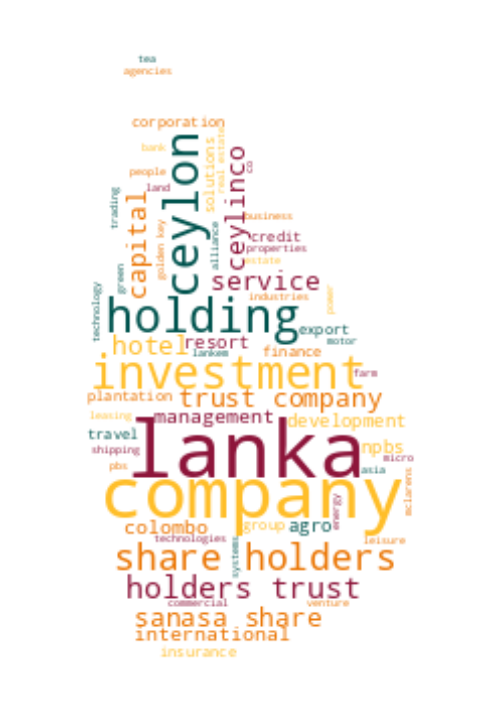 tea
agencies
corporation
ceylon
bank
solutions
real estate
ceylinco
co
people
land
trading
capital
golden key
alliance
business
credit
properties
estate
green
service
industries
technology
power
holding
export
motor
hotel
resort
lankem
finance
investment
farm
plantation
trust company
leasing
management
development
travel
lanka
npbs
shipping
micro
pbs
asia
mclarens
company
energy
colombo
group
agro
technologies
systems
leisure
share holders
holders trust
commercial
venture
sanasa share
international
insurance